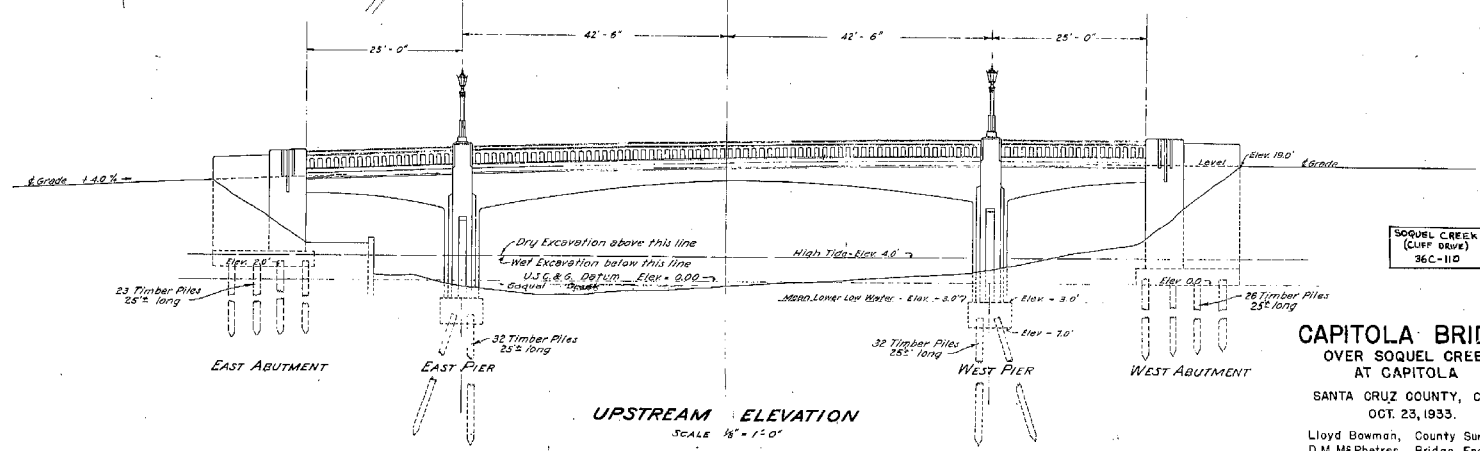 25'-0"
42'-6"
42'-6"
25'-0"
℄ Grade + 4.0% →
Level
Elev. 19.0'
℄ Grade
Dry Excavation above this line
Wet Excavation below this line
High Tide-Elev. 4.0'
U.S.C.& G. Datum Elev = 0.00
Mean Lower Low Water - Elev. - 3.0'
Elev. 2.0'
Elev. 0.0
Elev. - 3.0'
Elev. - 7.0'
23 Timber Piles
25'± long
32 Timber Piles
25'± long
32 Timber Piles
25'± long
26 Timber Piles
25'± long
EAST ABUTMENT
EAST PIER
WEST PIER
WEST ABUTMENT
UPSTREAM ELEVATION
SCALE 1/8" = 1'-0"
SOQUEL CREEK
(CLIFF DRIVE)
36C-110
CAPITOLA BRID
OVER SOQUEL CREE
AT CAPITOLA
SANTA CRUZ COUNTY, C
OCT. 23, 1933.
Lloyd Bowman, County Sur